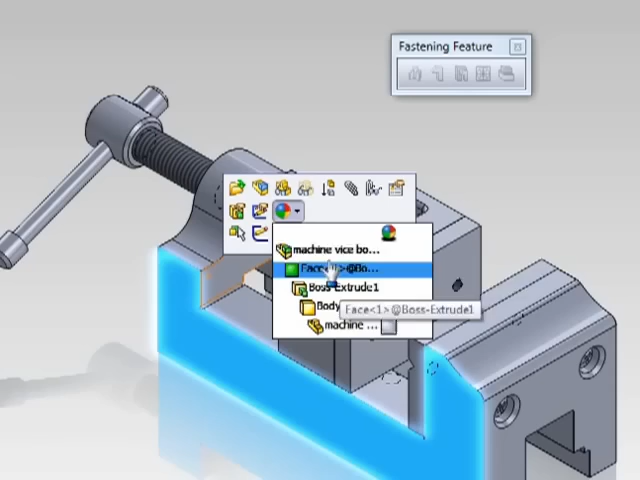 Fastening Feature
machine vice bo...
Face<1>@Bo...
Boss-Extrude1
Face<1>@Boss-Extrude1
Body
machine ...